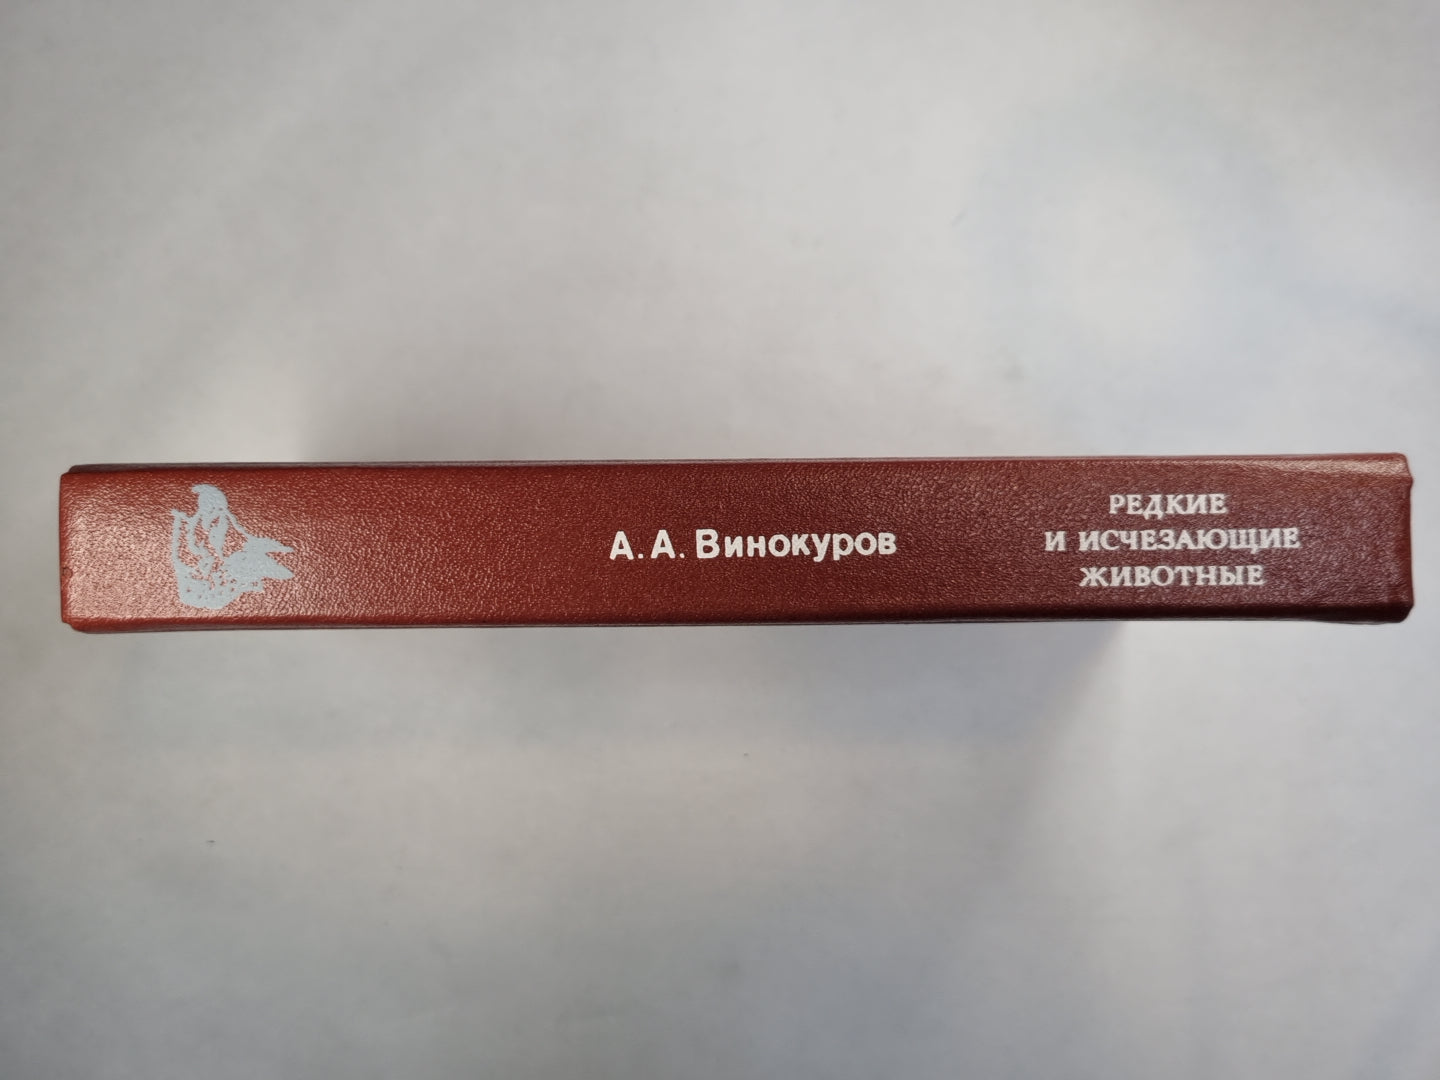 А. А. Винокуров
РЕДКИЕ
И ИСЧЕЗАЮЩИЕ
ЖИВОТНЫЕ